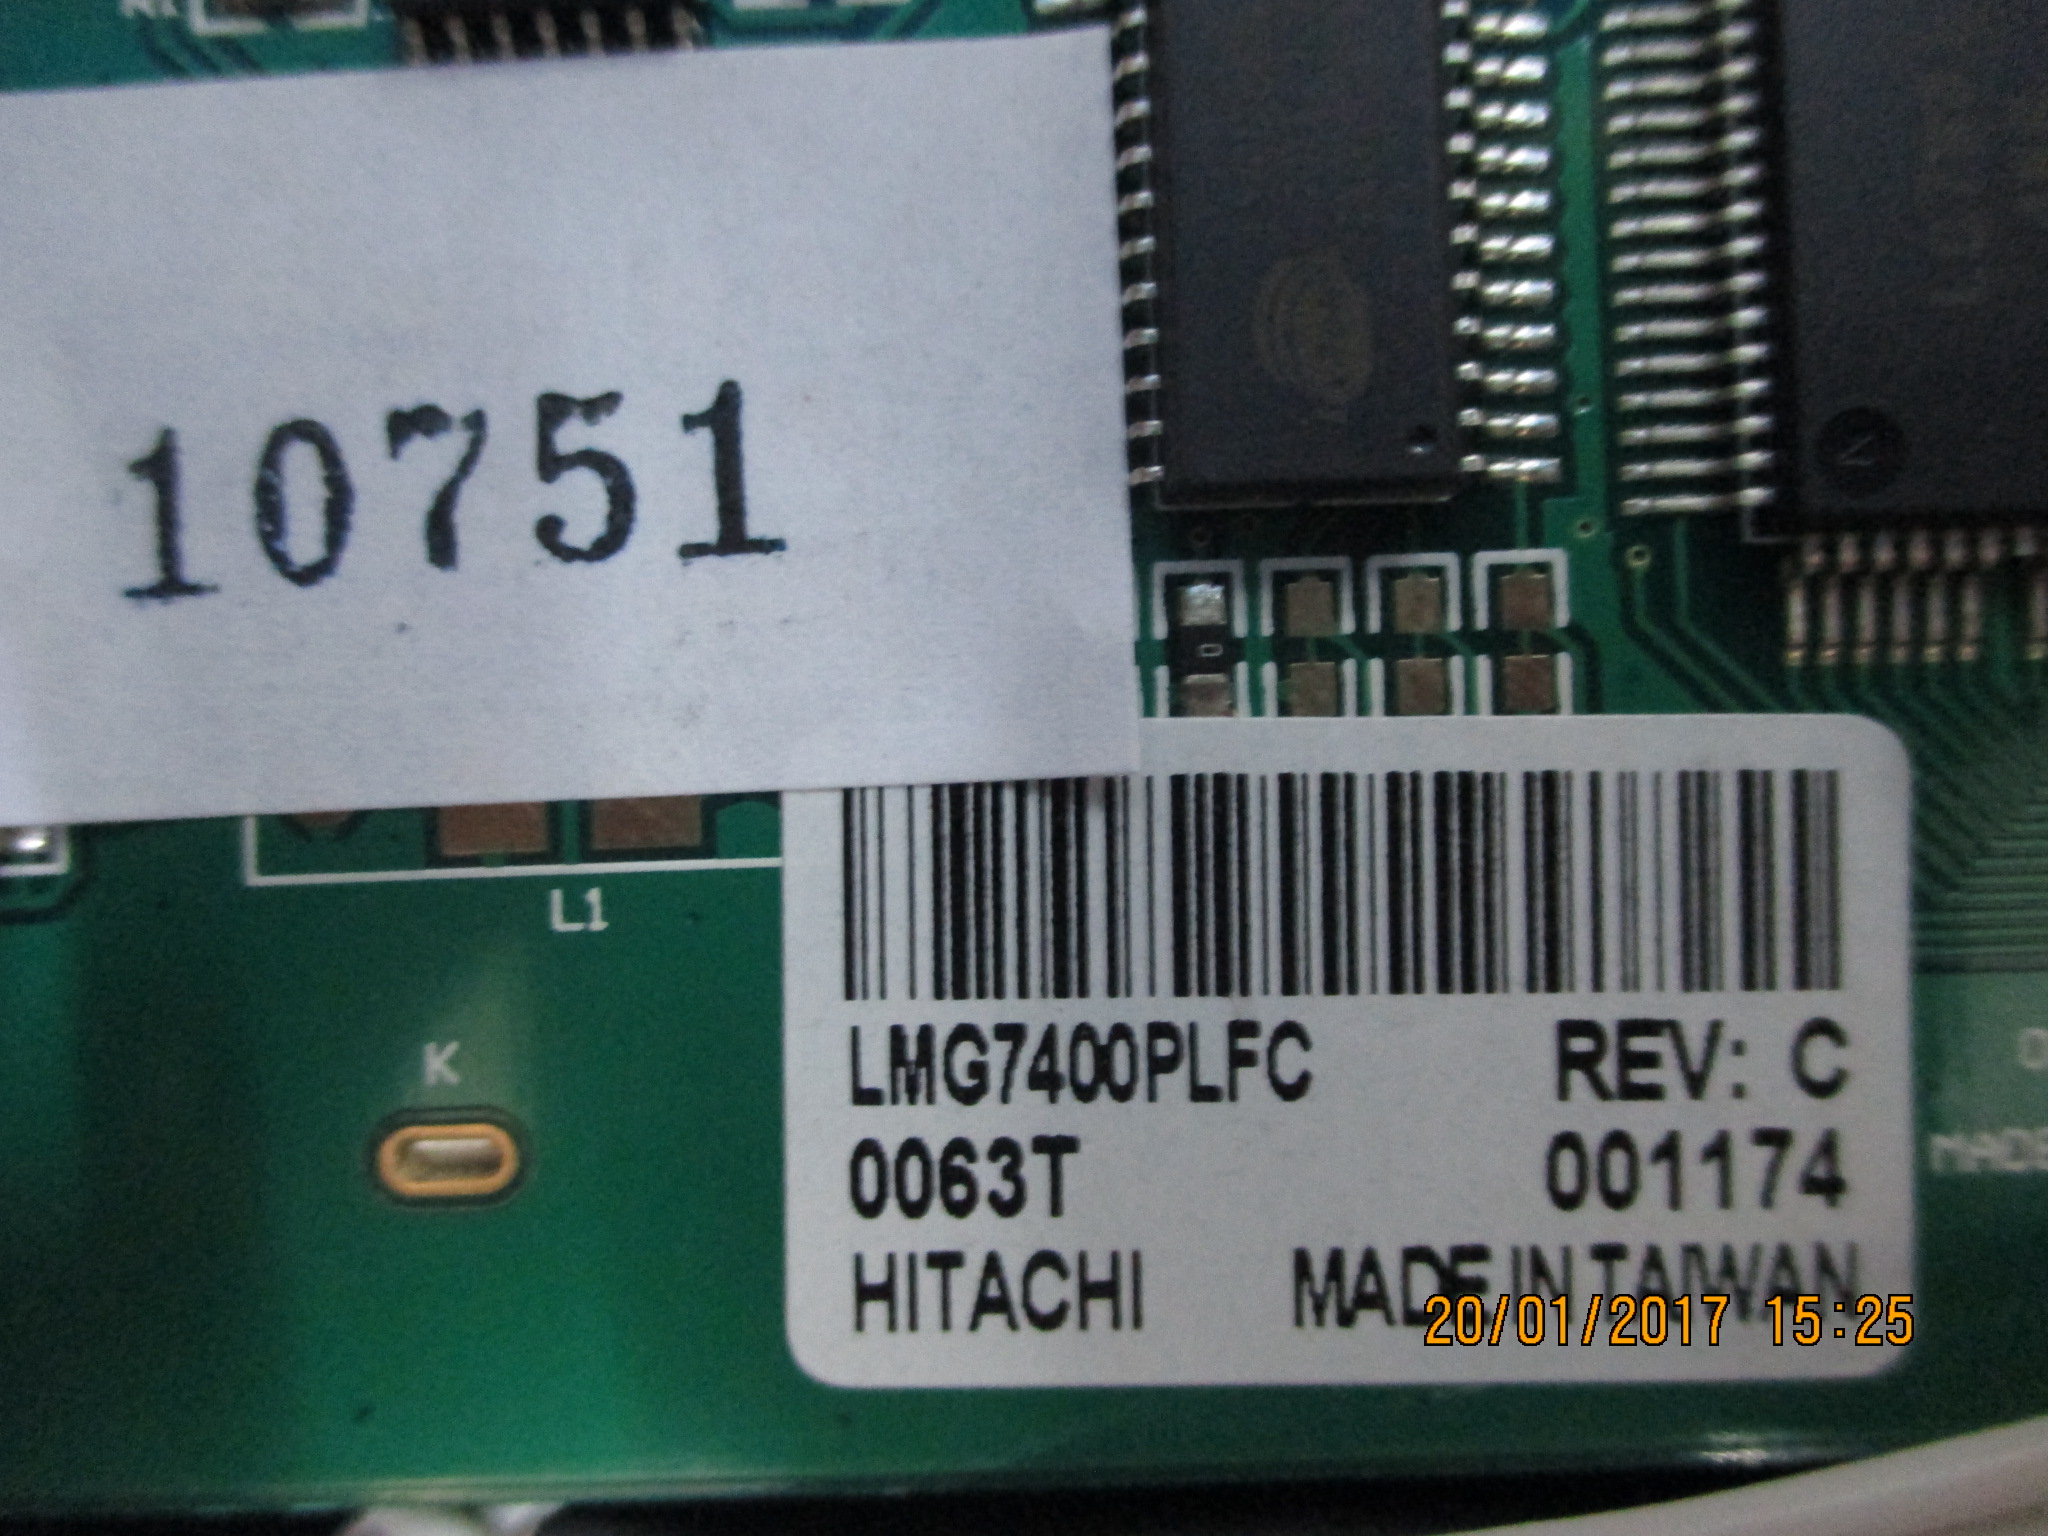 10751
L1
K
LMG7400PLFC REV: C
0063T 001174
HITACHI MADE IN TAIWAN
20/01/2017 15:25